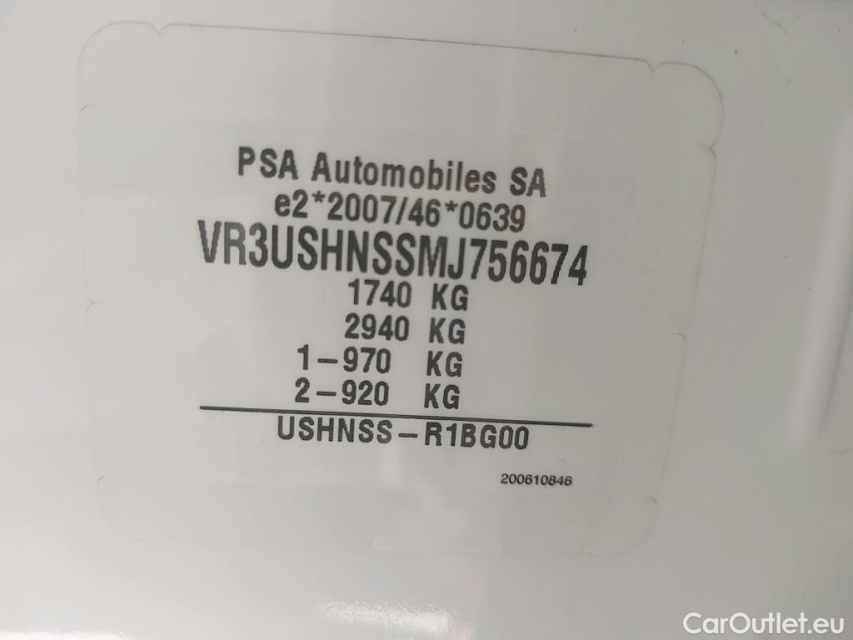 PSA Automobiles SA
e2*2007/46*0639
VR3USHNSSMJ756674
1740 KG
2940 KG
1-970 KG
2-920 KG
USHNSS-R1BG00
200610846
CarOutlet.eu